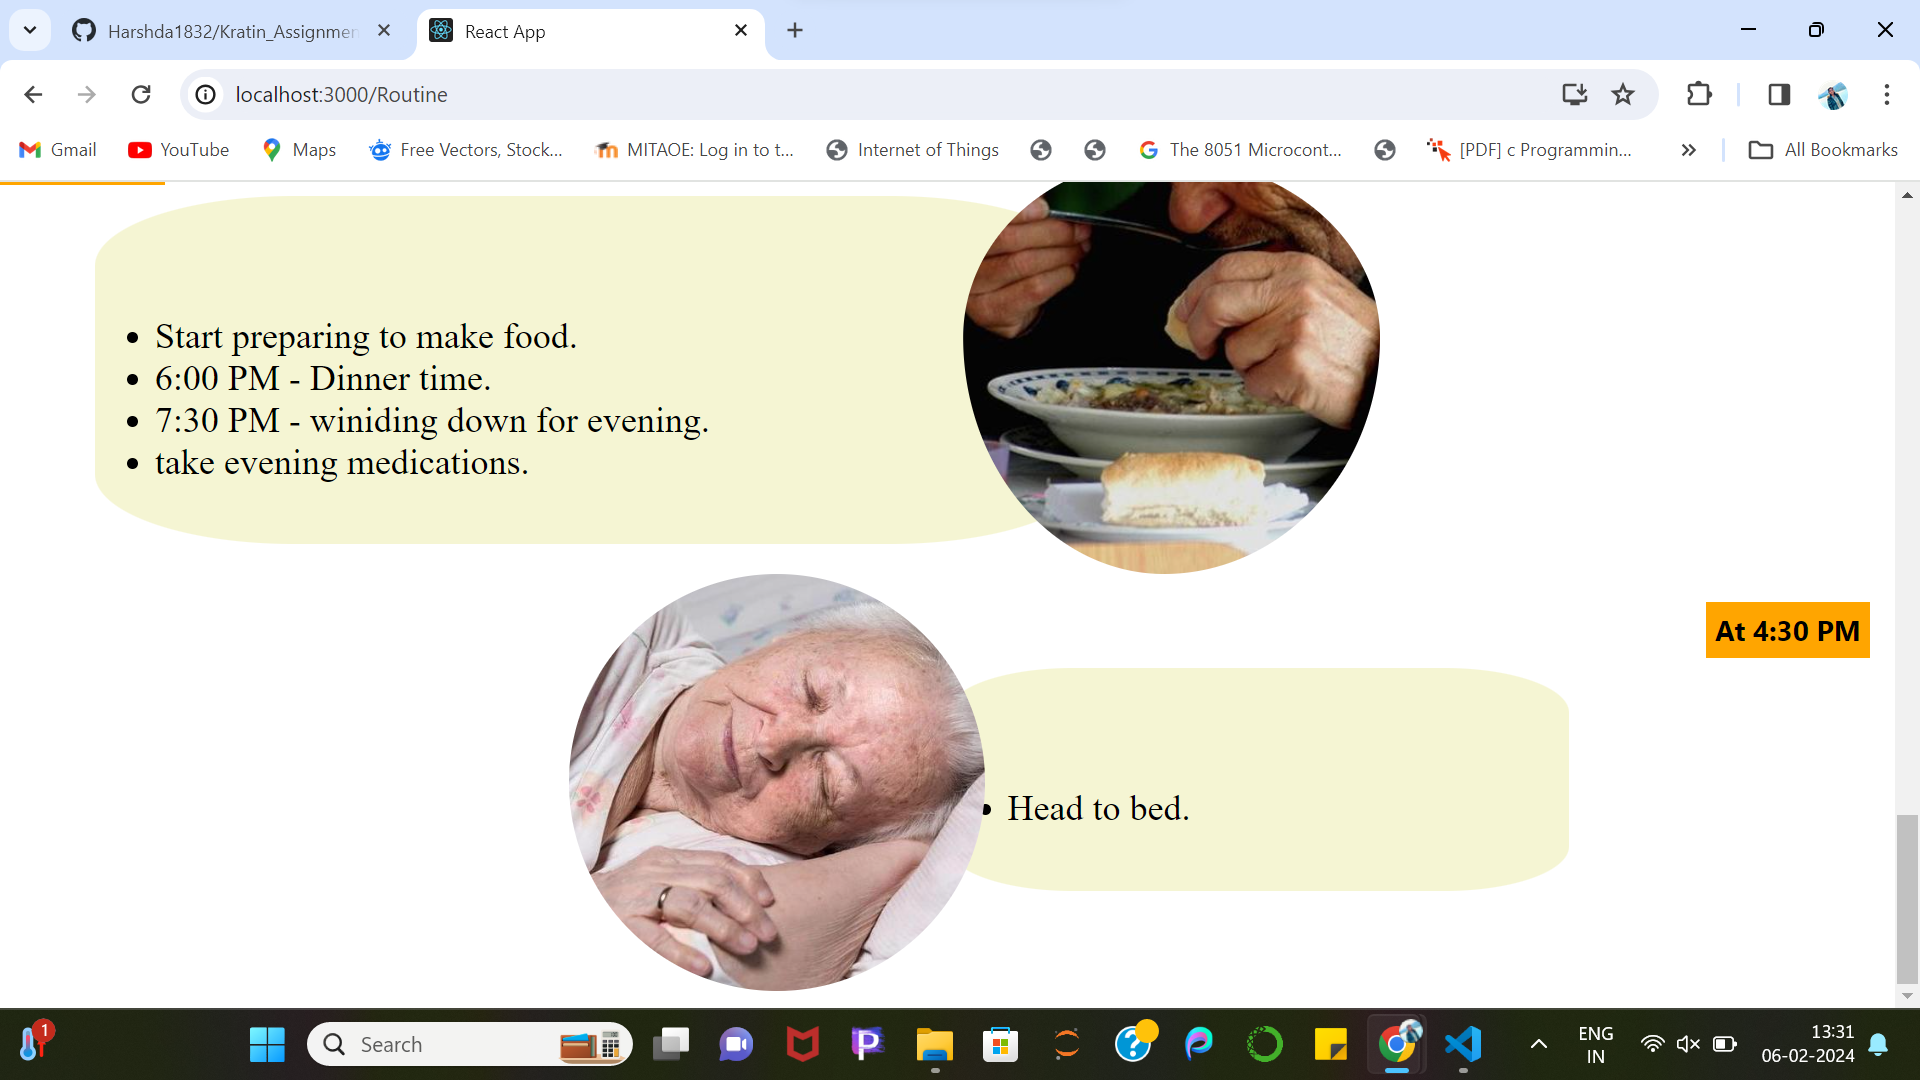 Harshda1832/Kratin_Assignmen
React App
localhost:3000/Routine
Gmail
YouTube
Maps
Free Vectors, Stock...
MITAOE: Log in to t...
Internet of Things
The 8051 Microcont...
[PDF] c Programmin...
All Bookmarks
• Start preparing to make food.
• 6:00 PM - Dinner time.
• 7:30 PM - winiding down for evening.
• take evening medications.
At 4:30 PM
• Head to bed.
1
Search
ENG
IN
13:31
06-02-2024